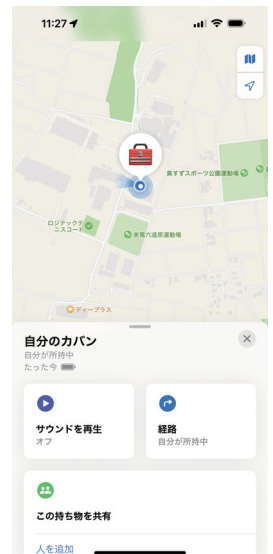 11:27
美すずスポーツ公園運動場
ロジテックテ
ニスコード
末広六道原運動場
ディープラス
自分のカバン
自分が所持中
たった今
サウンドを再生
オフ
経路
自分が所持中
この持ち物を共有
人を追加